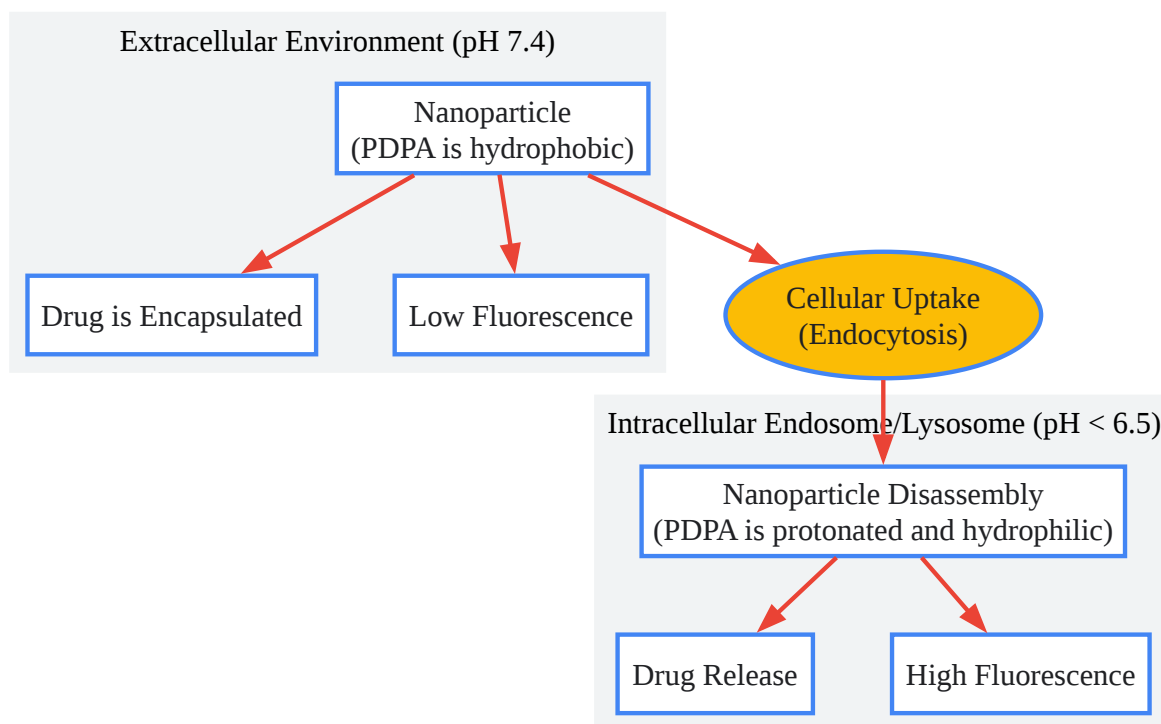 Extracellular Environment (pH 7.4)
Nanoparticle
(PDPA is hydrophobic)
Drug is Encapsulated
Low Fluorescence
Cellular Uptake
(Endocytosis)
Intracellular Endosome/Lysosome (pH < 6.5)
Nanoparticle Disassembly
(PDPA is protonated and hydrophilic)
Drug Release
High Fluorescence